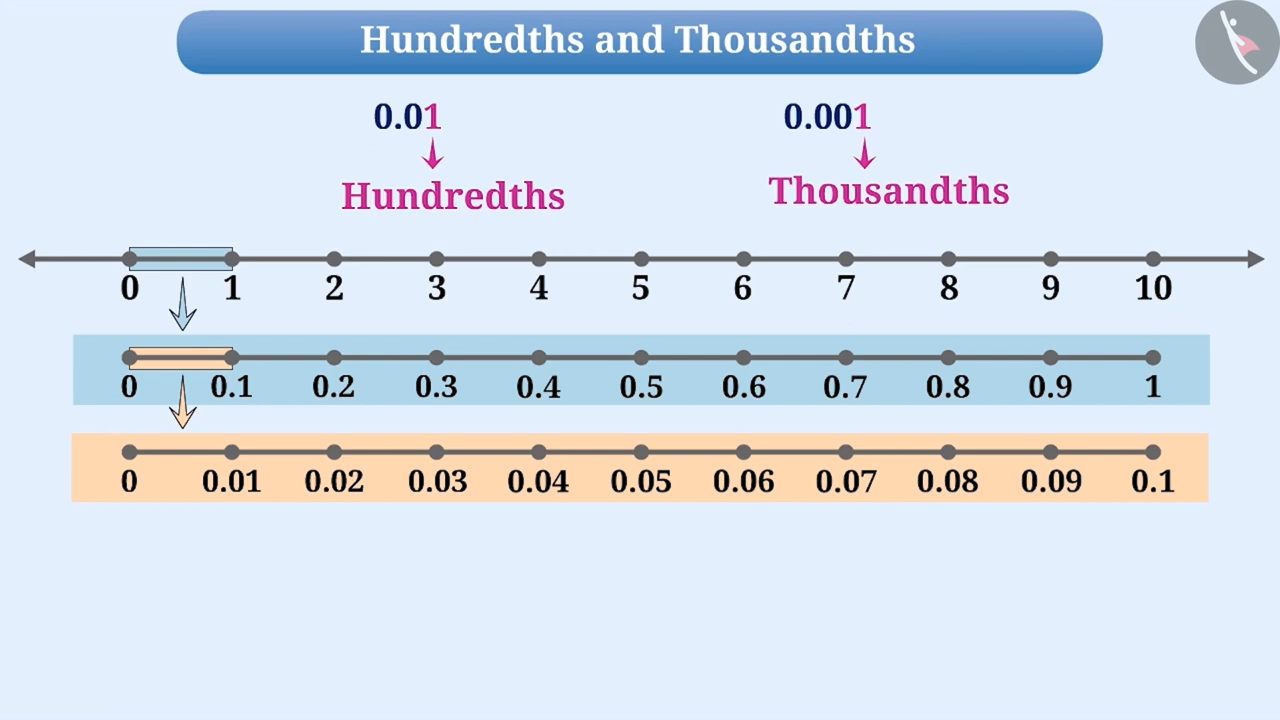 Hundredths and Thousandths
0.01 0.001
Hundredths Thousandths
0 1 2 3 4 5 6 7 8 9 10
0 0.1 0.2 0.3 0.4 0.5 0.6 0.7 0.8 0.9 1
0 0.01 0.02 0.03 0.04 0.05 0.06 0.07 0.08 0.09 0.1